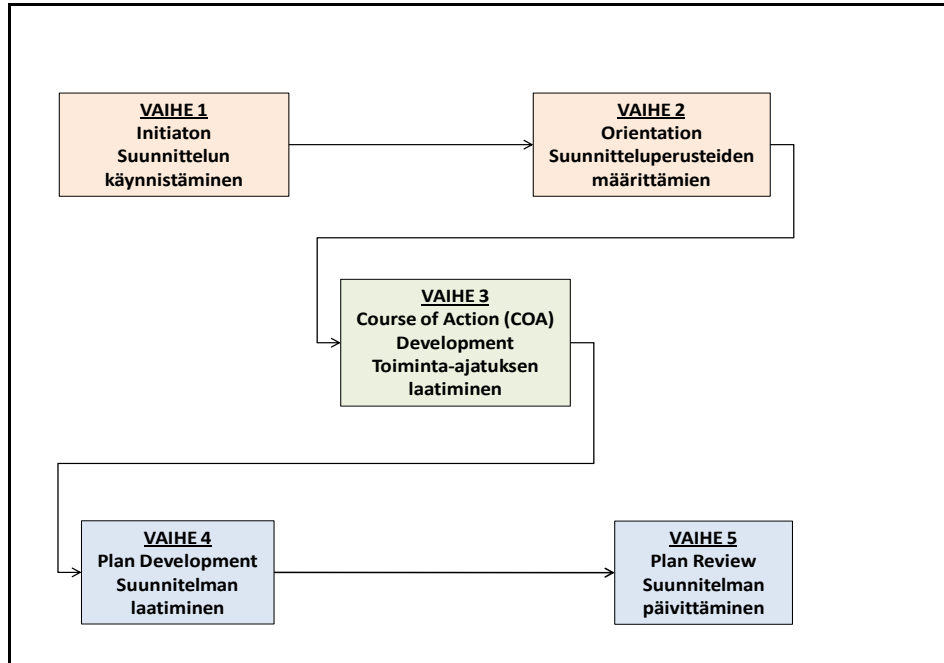 VAIHE 1
Initiaton
Suunnittelun
käynnistäminen
VAIHE 2
Orientation
Suunnitteluperusteiden
määrittämien
VAIHE 3
Course of Action (COA)
Development
Toiminta-ajatuksen
laatiminen
VAIHE 4
Plan Development
Suunnitelman
laatiminen
VAIHE 5
Plan Review
Suunnitelman
päivittäminen